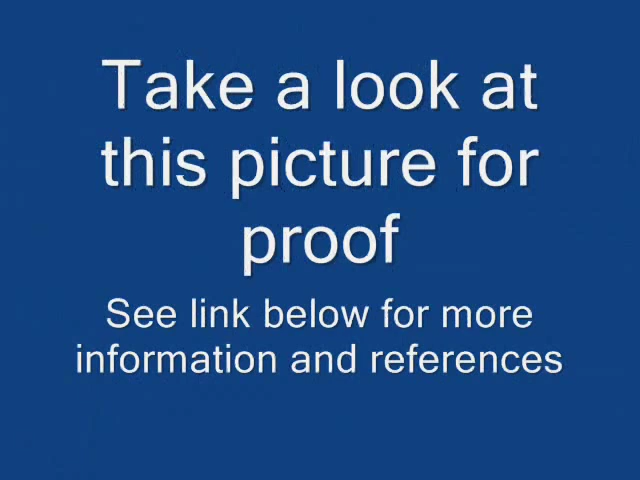 Take a look at
this picture for
proof
See link below for more
information and references